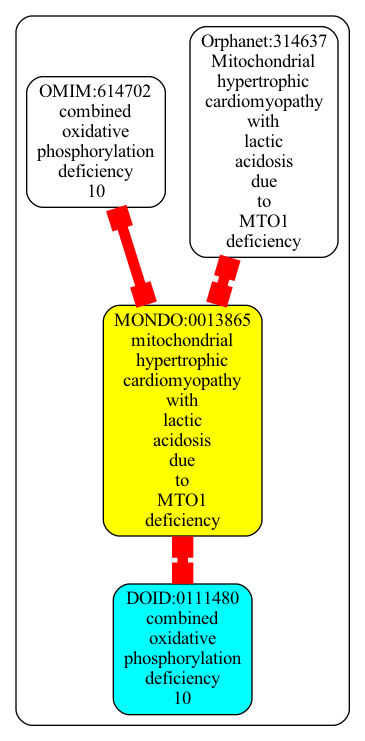 OMIM:614702
combined
oxidative
phosphorylation
deficiency
10
Orphanet:314637
Mitochondrial
hypertrophic
cardiomyopathy
with
lactic
acidosis
due
to
MTO1
deficiency
MONDO:0013865
mitochondrial
hypertrophic
cardiomyopathy
with
lactic
acidosis
due
to
MTO1
deficiency
DOID:0111480
combined
oxidative
phosphorylation
deficiency
10